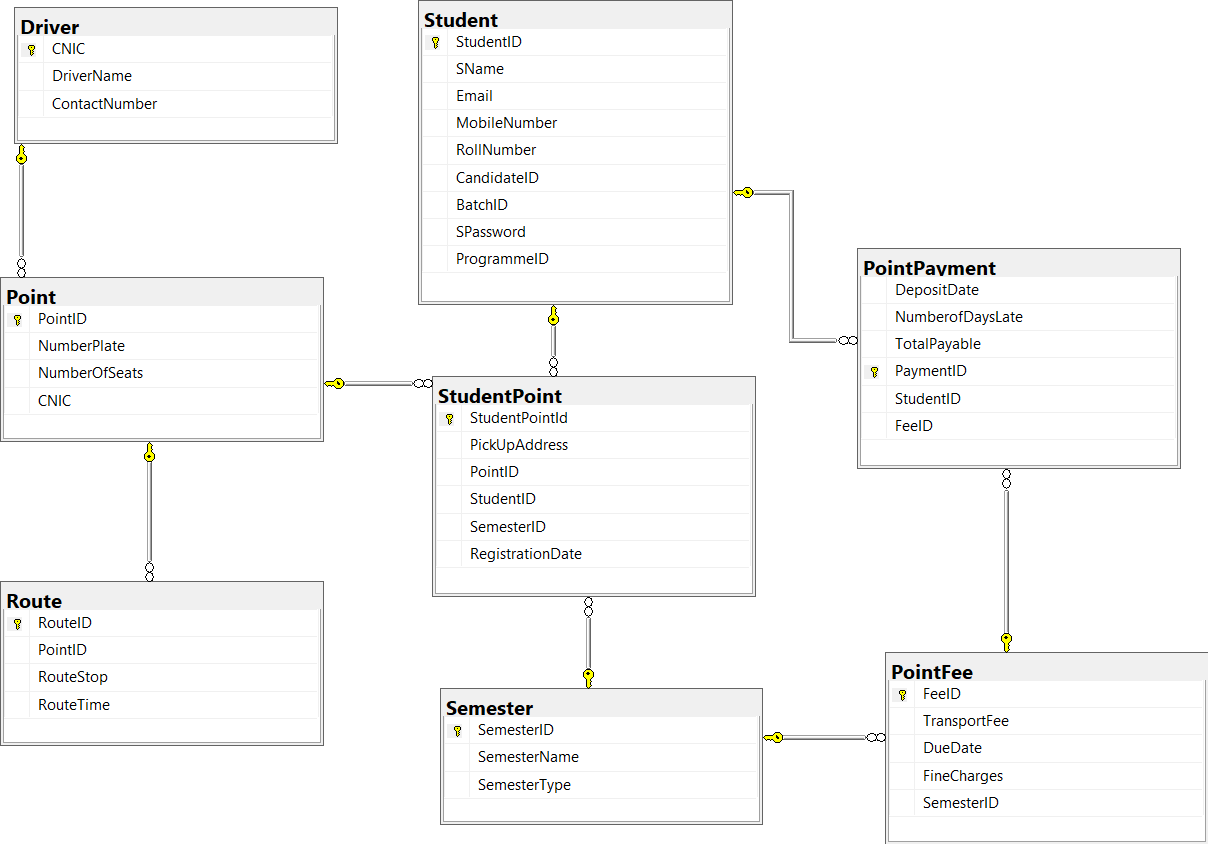 Driver
CNIC
DriverName
ContactNumber
Student
StudentID
SName
Email
MobileNumber
RollNumber
CandidateID
BatchID
SPassword
ProgrammeID
PointPayment
DepositDate
NumberofDaysLate
TotalPayable
PaymentID
StudentID
FeeID
Point
PointID
NumberPlate
NumberOfSeats
CNIC
StudentPoint
StudentPointId
PickUpAddress
PointID
StudentID
SemesterID
RegistrationDate
Route
RouteID
PointID
RouteStop
RouteTime
Semester
SemesterID
SemesterName
SemesterType
PointFee
FeeID
TransportFee
DueDate
FineCharges
SemesterID